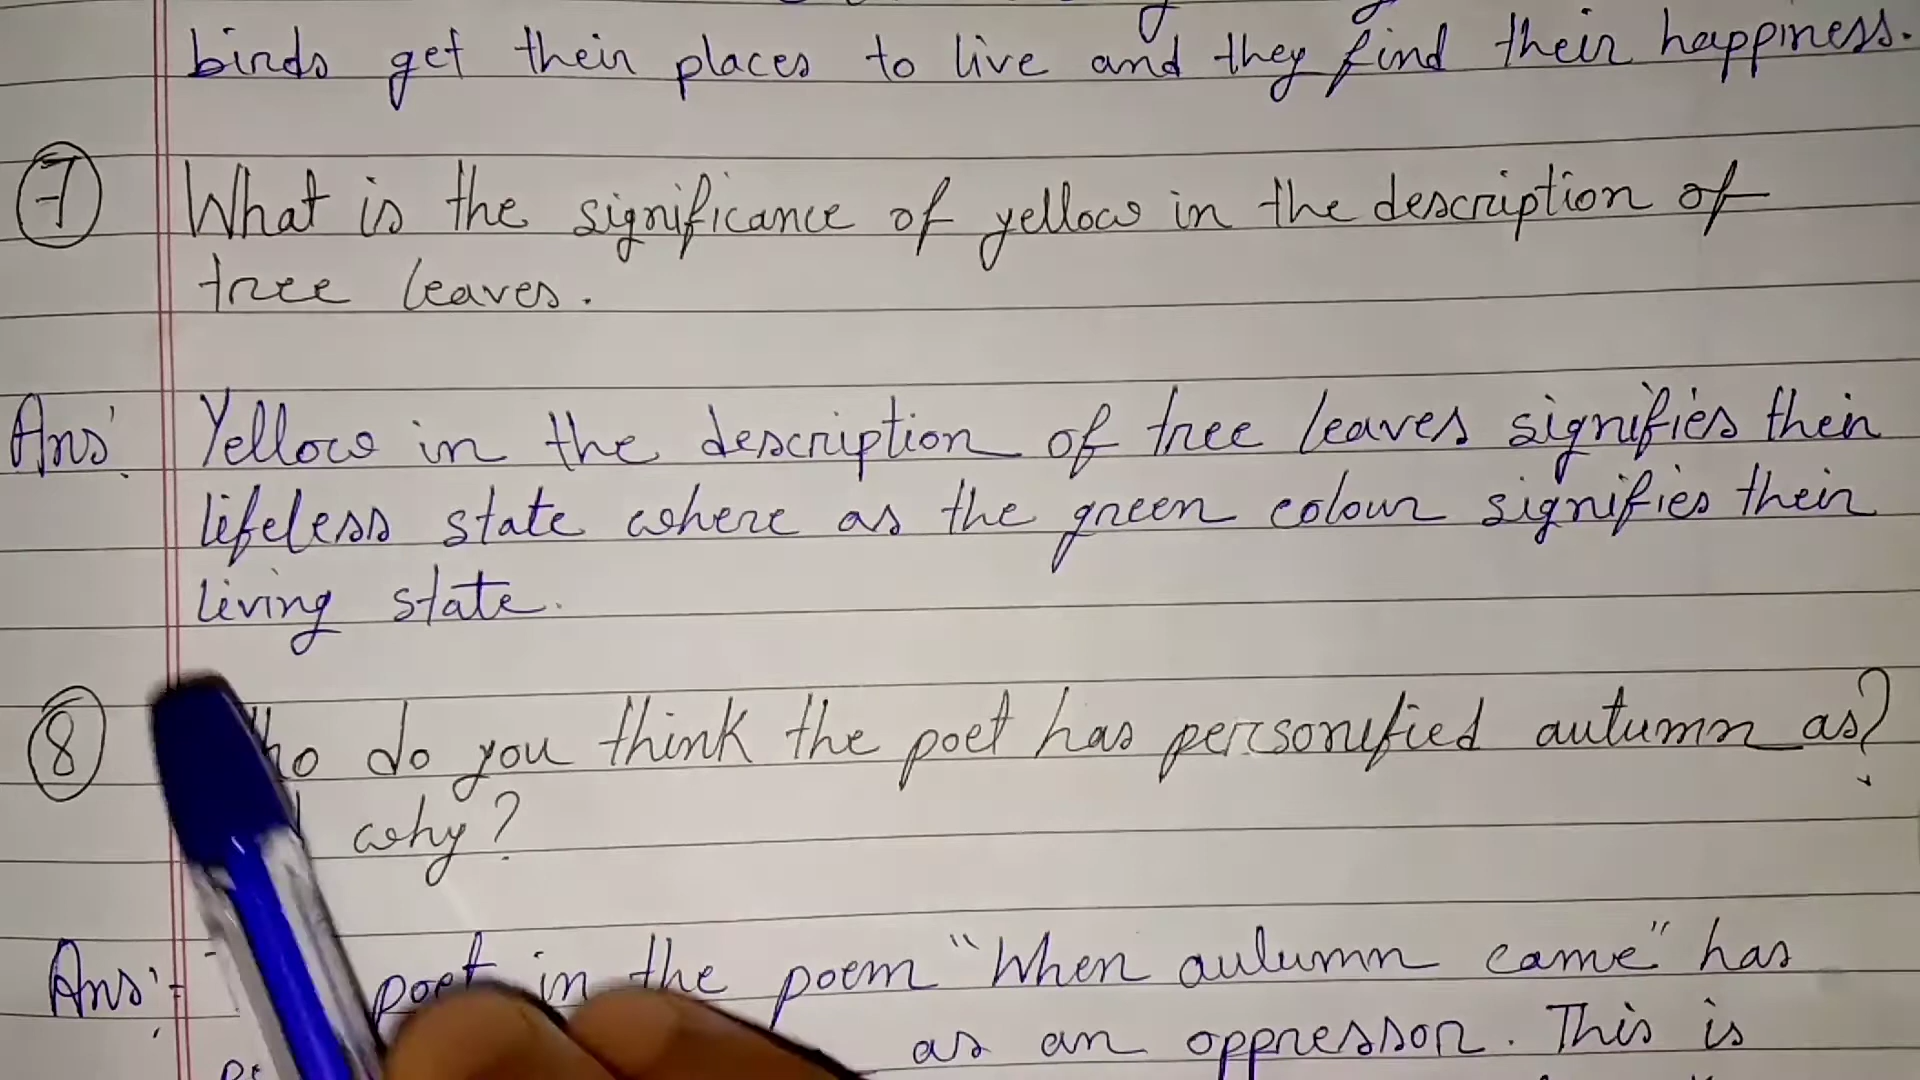 birds get their places to live and they find their happiness.
7 What is the significance of yellow in the description of
tree leaves.
Ans: Yellow in the description of tree leaves signifies their
lifeless state where as the green colour signifies their
living state.
8 do you think the poet has personified autumn as?
why?
Ans:- poet in the poem "When autumn came" has
as an oppressor. This is